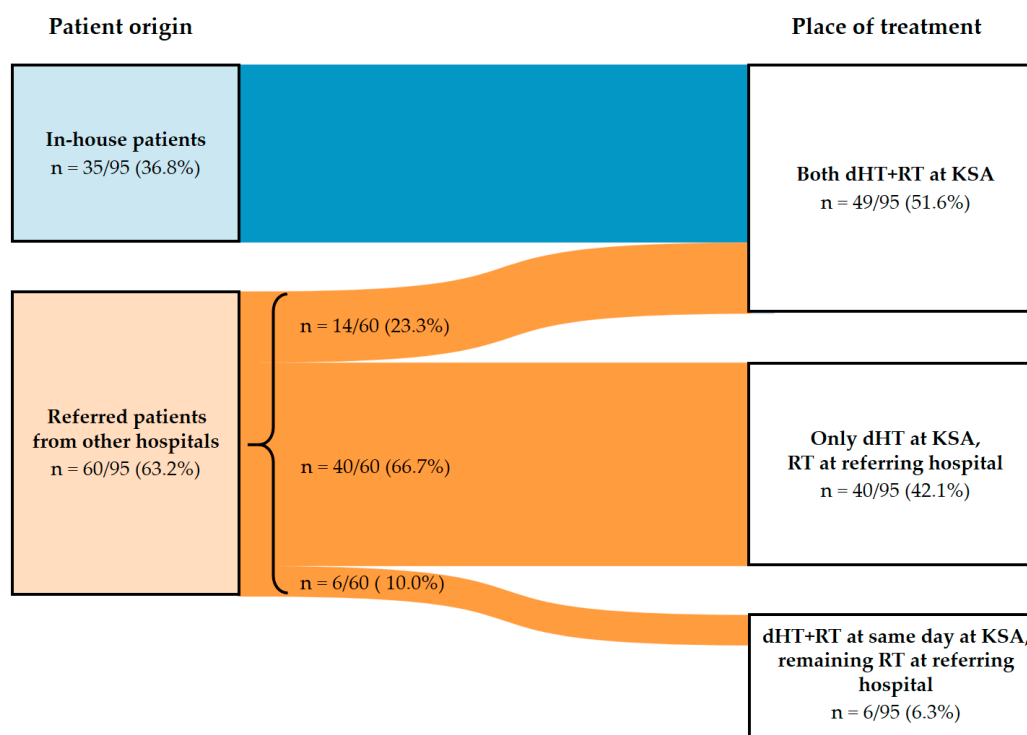 Patient origin
Place of treatment
In-house patients
n = 35/95 (36.8%)
Both dHT+RT at KSA
n = 49/95 (51.6%)
n = 14/60 (23.3%)
Referred patients
from other hospitals
n = 60/95 (63.2%)
n = 40/60 (66.7%)
Only dHT at KSA,
RT at referring hospital
n = 40/95 (42.1%)
n = 6/60 ( 10.0%)
dHT+RT at same day at KSA,
remaining RT at referring
hospital
n = 6/95 (6.3%)